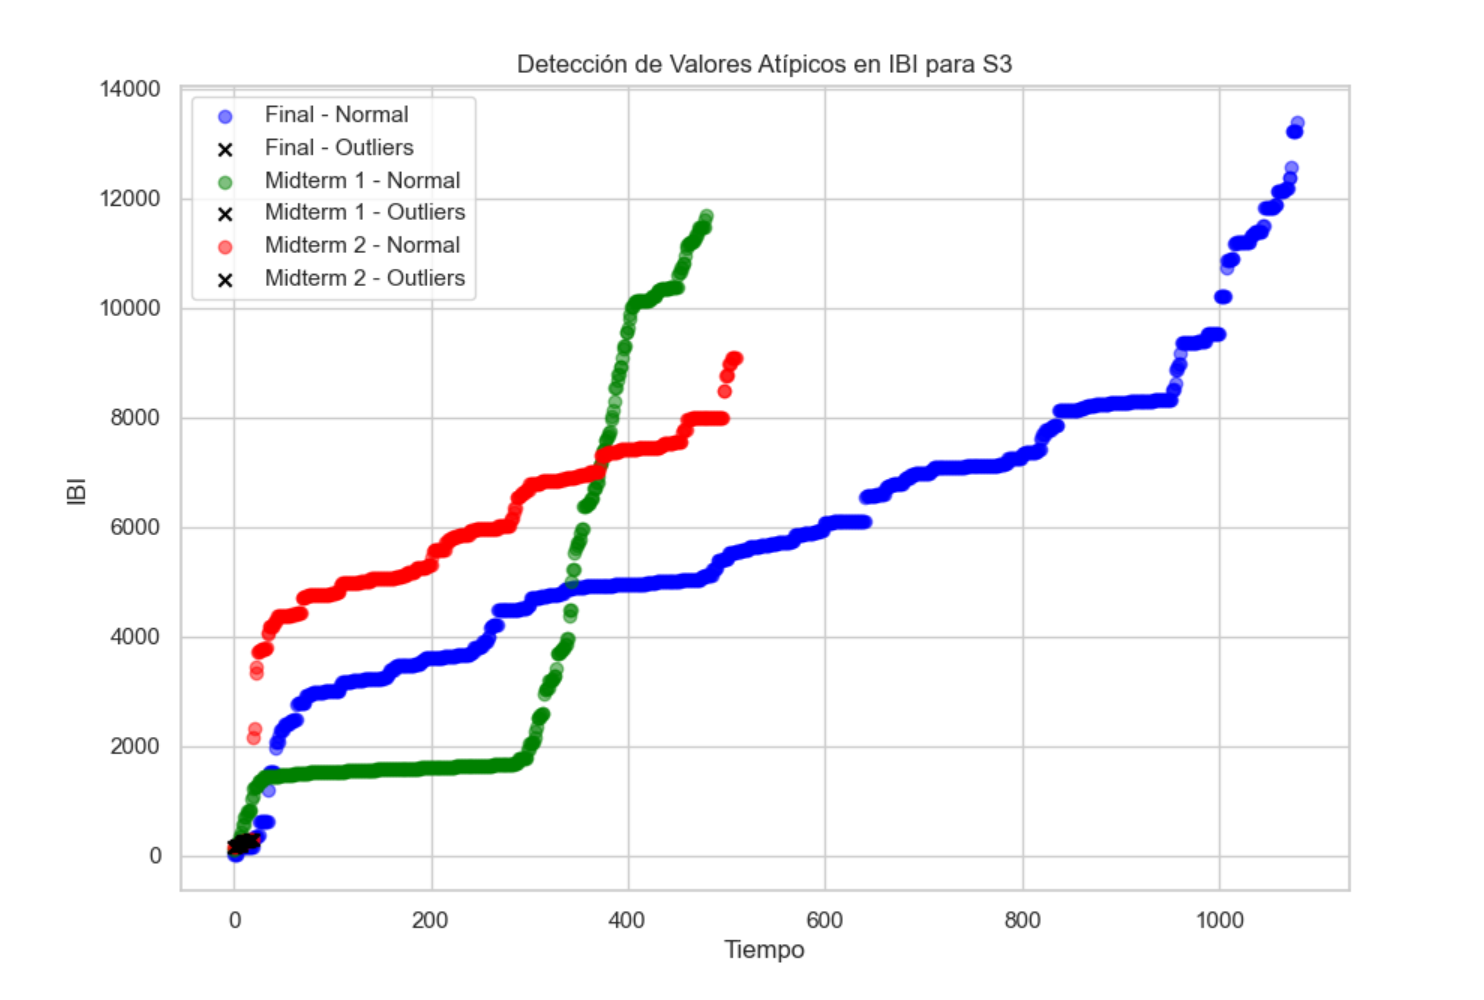 Detección de Valores Atípicos en IBI para S3
14000
12000
10000
8000
6000
4000
2000
0
IBI
Final - Normal
Final - Outliers
Midterm 1 - Normal
Midterm 1 - Outliers
Midterm 2 - Normal
Midterm 2 - Outliers
0 200 400 600 800 1000
Tiempo